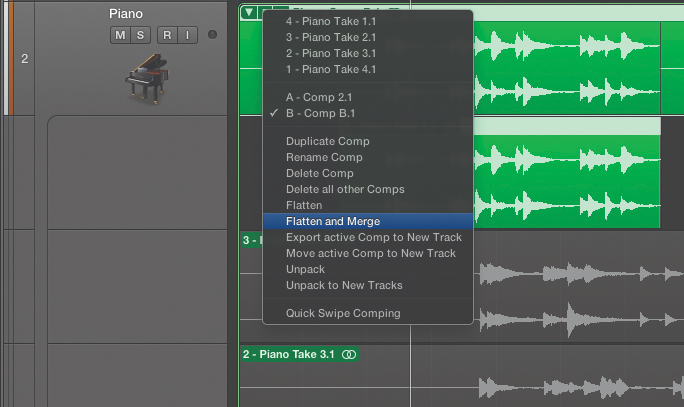 Piano
M S R I
2
4 - Piano Take 1.1
3 - Piano Take 2.1
2 - Piano Take 3.1
1 - Piano Take 4.1
A - Comp 2.1
✓ B - Comp B.1
Duplicate Comp
Rename Comp
Delete Comp
Delete all other Comps
Flatten
Flatten and Merge
Export active Comp to New Track
Move active Comp to New Track
Unpack
Unpack to New Tracks
Quick Swipe Comping
3 -
2 - Piano Take 3.1